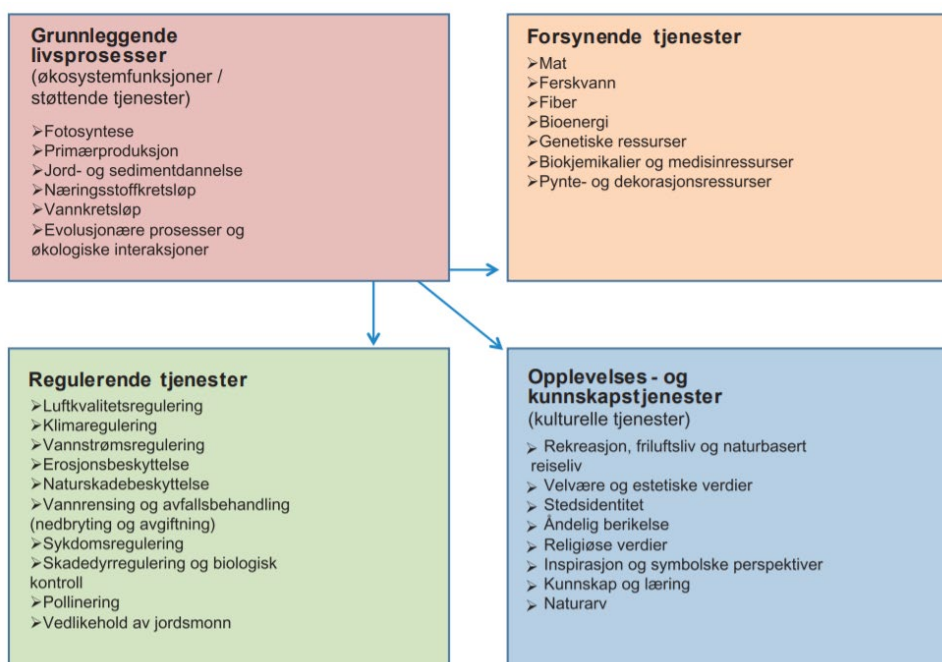 Grunnleggende
livsprosesser
(økosystemfunksjoner /
støttende tjenester)
➢Fotosyntese
➢Primærproduksjon
➢Jord- og sedimentdannelse
➢Næringsstoffkretsløp
➢Vannkretsløp
➢Evolusjonære prosesser og
økologiske interaksjoner
Forsynende tjenester
➢Mat
➢Ferskvann
➢Fiber
➢Bioenergi
➢Genetiske ressurser
➢Biokjemikalier og medisinressurser
➢Pynte- og dekorasjonsressurser
Regulerende tjenester
➢Luftkvalitetsregulering
➢Klimaregulering
➢Vannstrømsregulering
➢Erosjonsbeskyttelse
➢Naturskadebeskyttelse
➢Vannrensing og avfallsbehandling
(nedbryting og avgiftning)
➢Sykdomsregulering
➢Skadedyrregulering og biologisk
kontroll
➢Pollinering
➢Vedlikehold av jordsmonn
Opplevelses- og
kunnskapstjenester
(kulturelle tjenester)
➢ Rekreasjon, friluftsliv og naturbasert
reiseliv
➢ Velvære og estetiske verdier
➢ Stedsidentitet
➢ Åndelig berikelse
➢ Religiøse verdier
➢ Inspirasjon og symbolske perspektiver
➢ Kunnskap og læring
➢ Naturarv